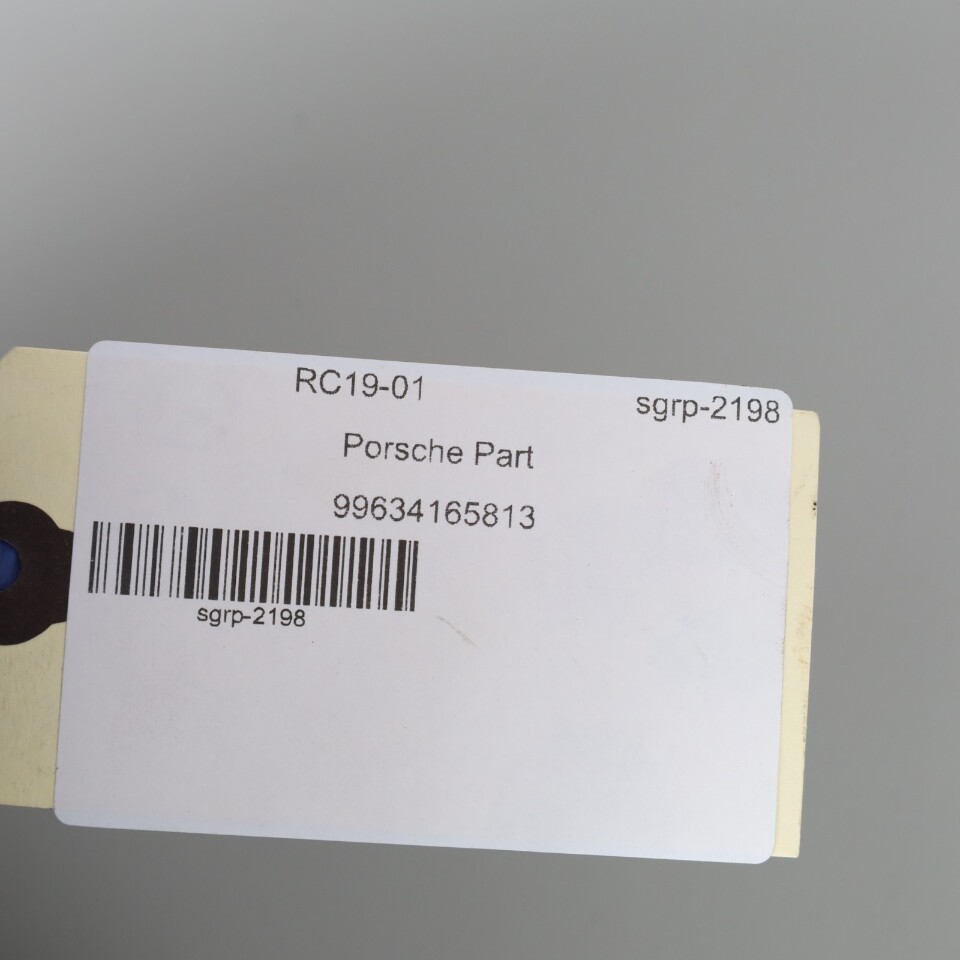 RC19-01
sgrp-2198
Porsche Part
99634165813
sgrp-2198